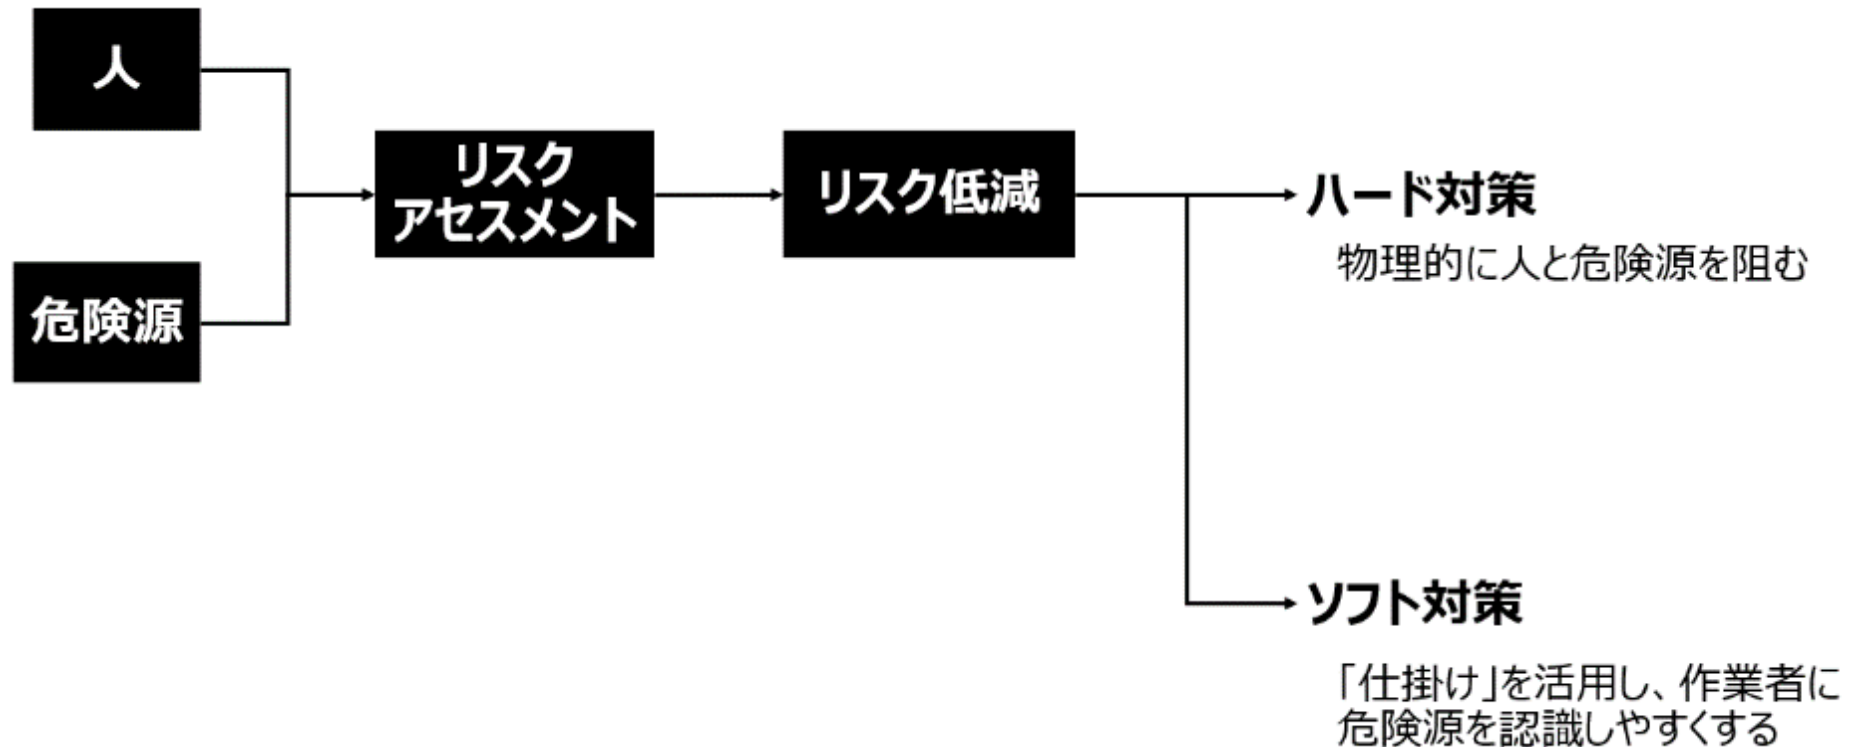 人
危険源
リスク
アセスメント
リスク低減
ハード対策
物理的に人と危険源を阻む
ソフト対策
「仕掛け」を活用し、作業者に
危険源を認識しやすくする